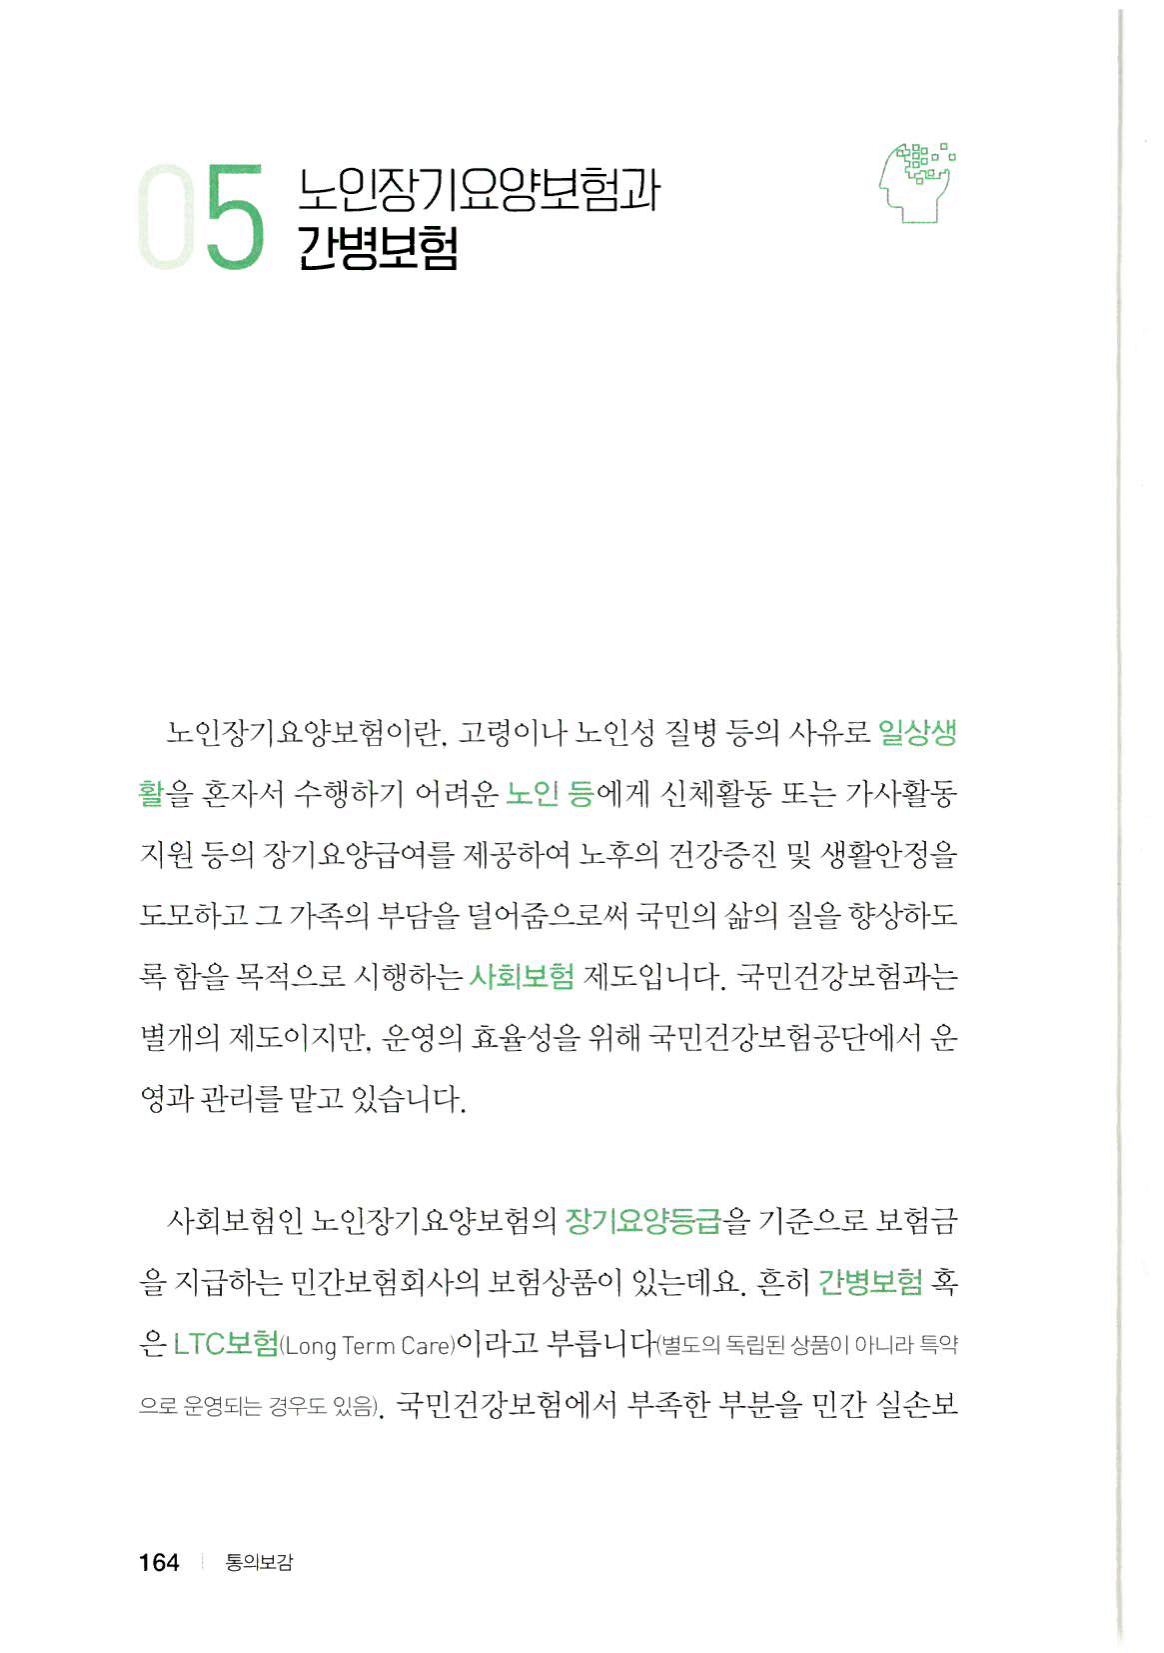 05 노인장기요양보험과
간병보험
노인장기요양보험이란, 고령이나 노인성 질병 등의 사유로 일상생
활을 혼자서 수행하기 어려운 노인 등에게 신체활동 또는 가사활동
지원 등의 장기요양급여를 제공하여 노후의 건강증진 및 생활안정을
도모하고 그 가족의 부담을 덜어줌으로써 국민의 삶의 질을 향상하도
록 함을 목적으로 시행하는 사회보험 제도입니다. 국민건강보험과는
별개의 제도이지만, 운영의 효율성을 위해 국민건강보험공단에서 운
영과 관리를 맡고 있습니다.
사회보험인 노인장기요양보험의 장기요양등급을 기준으로 보험금
을 지급하는 민간보험회사의 보험상품이 있는데요. 흔히 간병보험 혹
은 LTC보험(Long Term Care)이라고 부릅니다(별도의 독립된 상품이 아니라 특약
으로 운영되는 경우도 있음). 국민건강보험에서 부족한 부분을 민간 실손보
164 | 통의보감